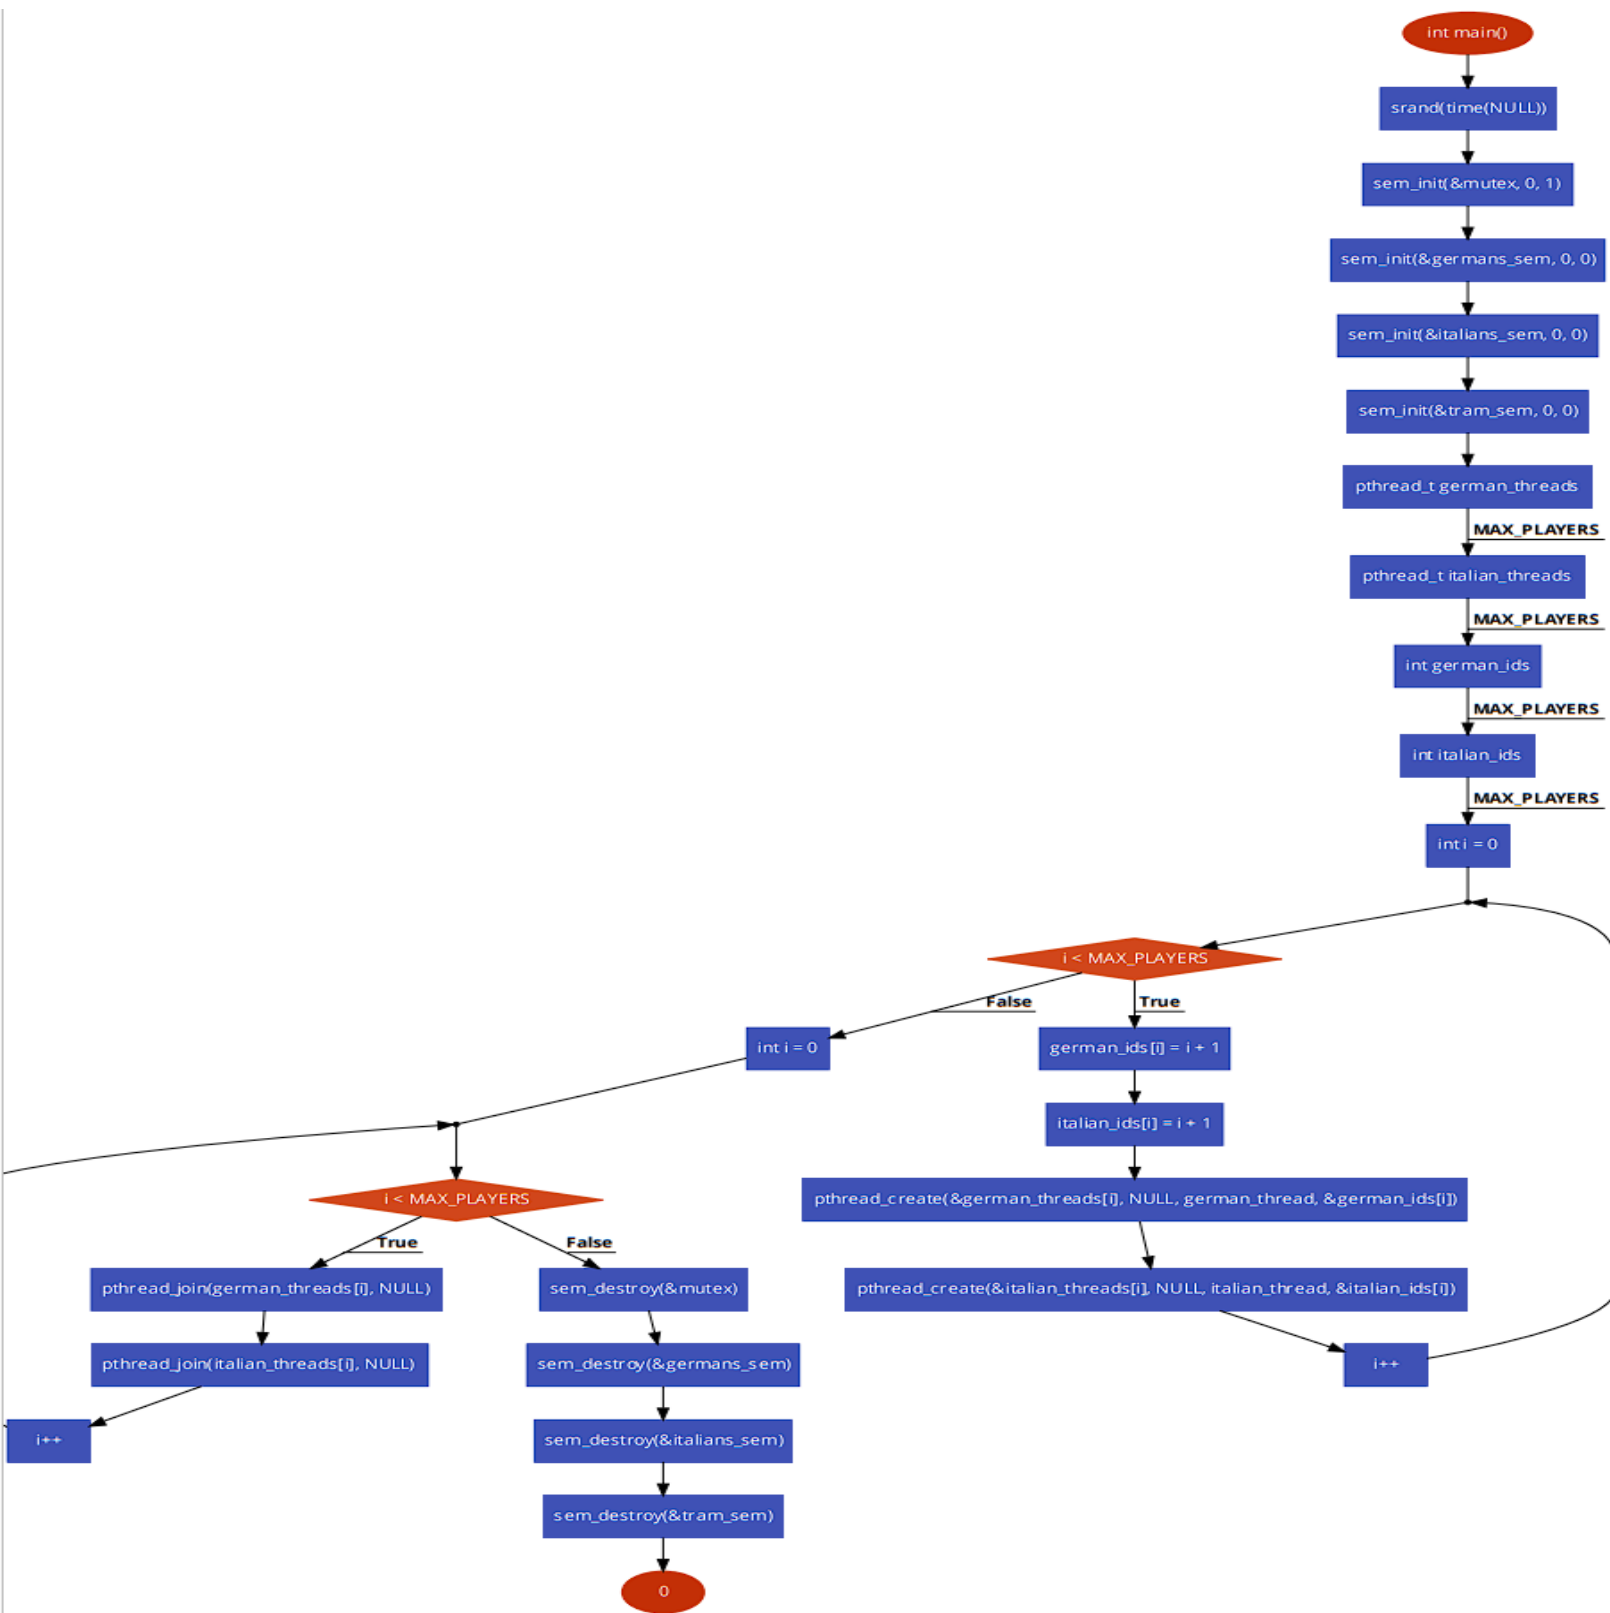 int main()
srand(time(NULL))
sem_init(&mutex, 0, 1)
sem_init(&germans_sem, 0, 0)
sem_init(&italians_sem, 0, 0)
sem_init(&tram_sem, 0, 0)
pthread_t german_threads
MAX_PLAYERS
pthread_t italian_threads
MAX_PLAYERS
int german_ids
MAX_PLAYERS
int italian_ids
MAX_PLAYERS
int i = 0
i < MAX_PLAYERS
False
True
int i = 0
german_ids[i] = i + 1
italian_ids[i] = i + 1
i < MAX_PLAYERS
pthread_create(&german_threads[i], NULL, german_thread, &german_ids[i])
True
False
pthread_join(german_threads[i], NULL)
sem_destroy(&mutex)
pthread_create(&italian_threads[i], NULL, italian_thread, &italian_ids[i])
pthread_join(italian_threads[i], NULL)
sem_destroy(&germans_sem)
i++
i++
sem_destroy(&italians_sem)
sem_destroy(&tram_sem)
0